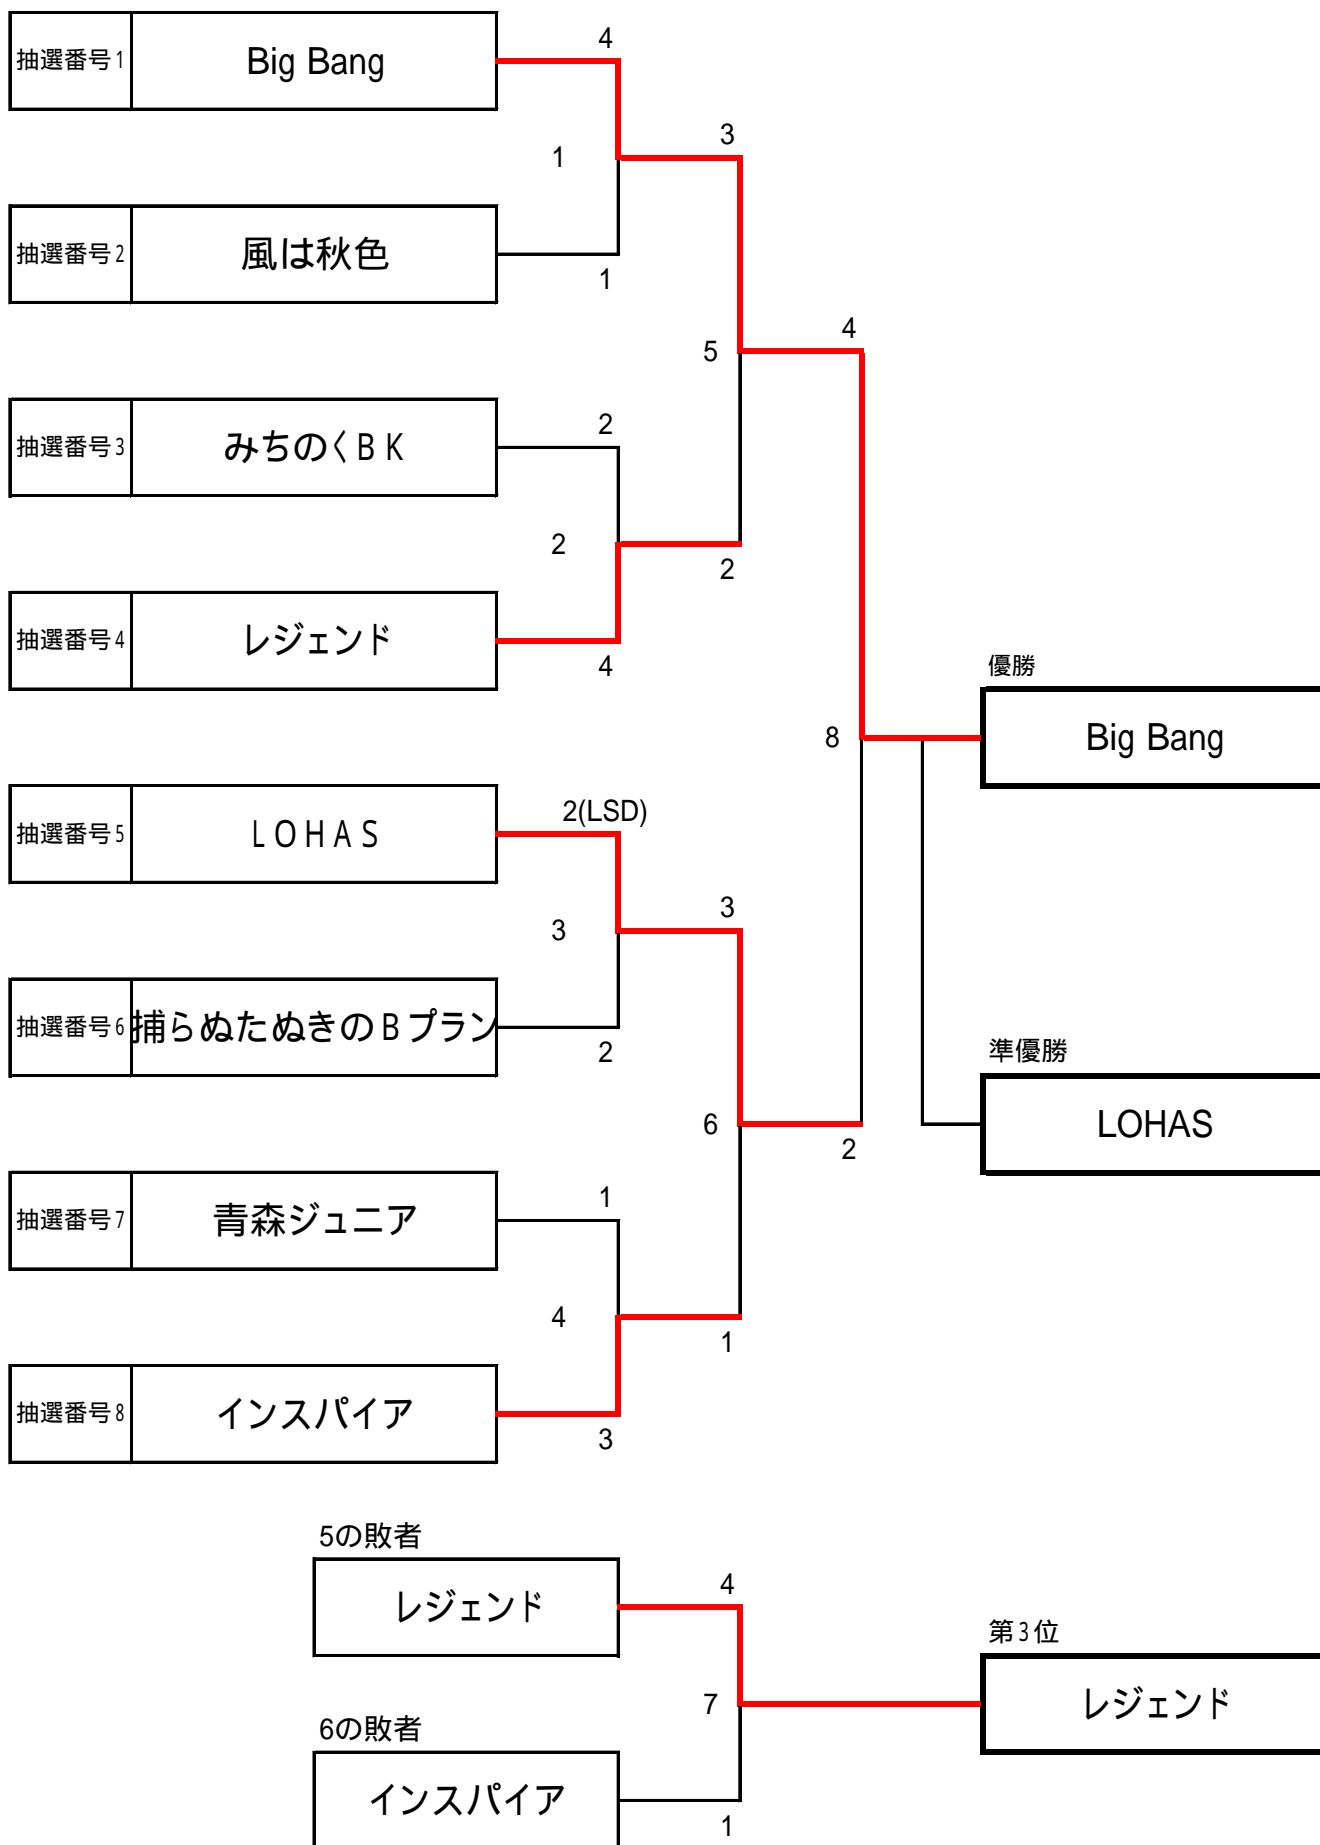 4
抽選番号1 Big Bang
3
1
抽選番号2 風は秋色
1
4
5
抽選番号3 みちのくBK
2
2
2
抽選番号4 レジェンド
4
優勝
8
Big Bang
2(LSD)
抽選番号5 LOHAS
3
3
抽選番号6 捕らぬたぬきのBプラン
2
準優勝
6
LOHAS
2
1
抽選番号7 青森ジュニア
4
1
抽選番号8 インスパイア
3
5の敗者
4
レジェンド
第3位
7
レジェンド
6の敗者
インスパイア
1